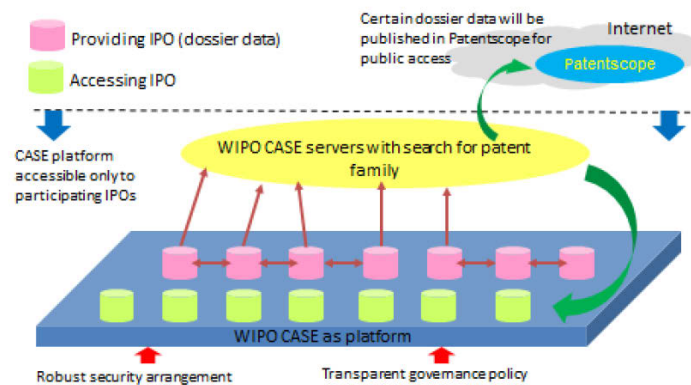 Providing IPO (dossier data)
Accessing IPO
Certain dossier data will be
published in Patentscope for
public access
Internet
Patentscope
CASE platform
accessible only to
participating IPOs
WIPO CASE servers with search for patent
family
WIPO CASE as platform
Robust security arrangement
Transparent governance policy